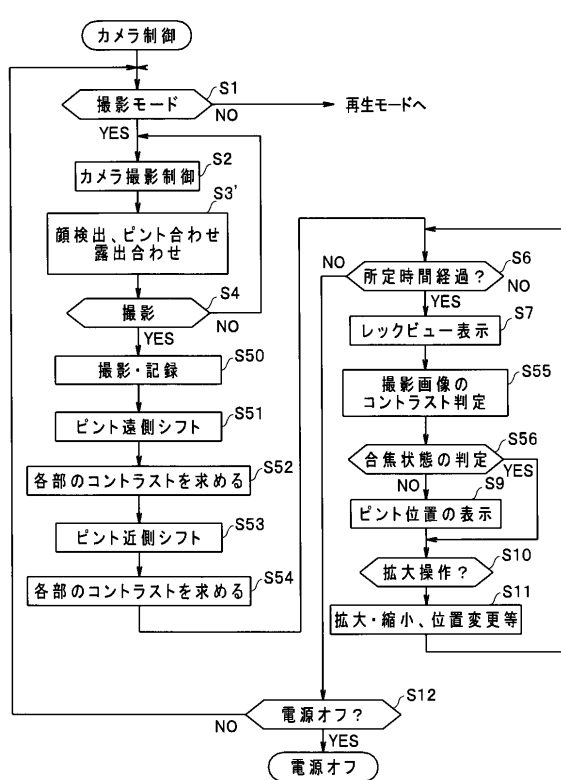 カメラ制御
S1
撮影モード
NO
再生モードへ
YES
S2
カメラ撮影制御
S3'
顔検出、ピント合わせ
露出合わせ
S4
撮影
YES
NO
S50
撮影・記録
S51
ピント遠側シフト
S52
各部のコントラストを求める
S53
ピント近側シフト
S54
各部のコントラストを求める
S6
NO
所定時間経過?
NO
YES
S7
レックビュー表示
S55
撮影画像の
コントラスト判定
S56
合焦状態の判定
YES
NO
S9
ピント位置の表示
S10
拡大操作?
S11
拡大・縮小、位置変更等
S12
電源オフ?
NO
YES
電源オフ